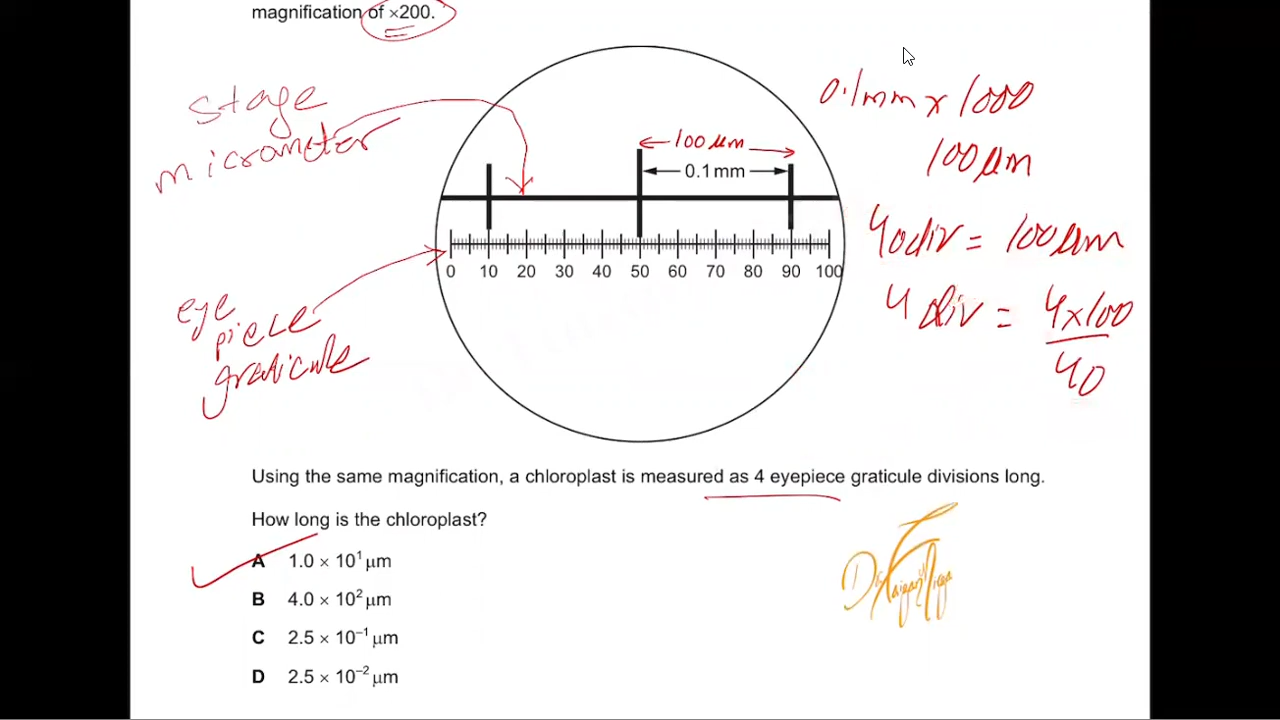 magnification of ×200.
stage
micrometer
0.1mm x 1000
100 µm
100 µm
0.1 mm
40 div = 100 µm
0 10 20 30 40 50 60 70 80 90 100
4 div = 4x100
40
eye
piece
graticule
Using the same magnification, a chloroplast is measured as 4 eyepiece graticule divisions long.
How long is the chloroplast?
A 1.0 × 10¹ µm
B 4.0 × 10² µm
C 2.5 × 10⁻¹ µm
D 2.5 × 10⁻² µm